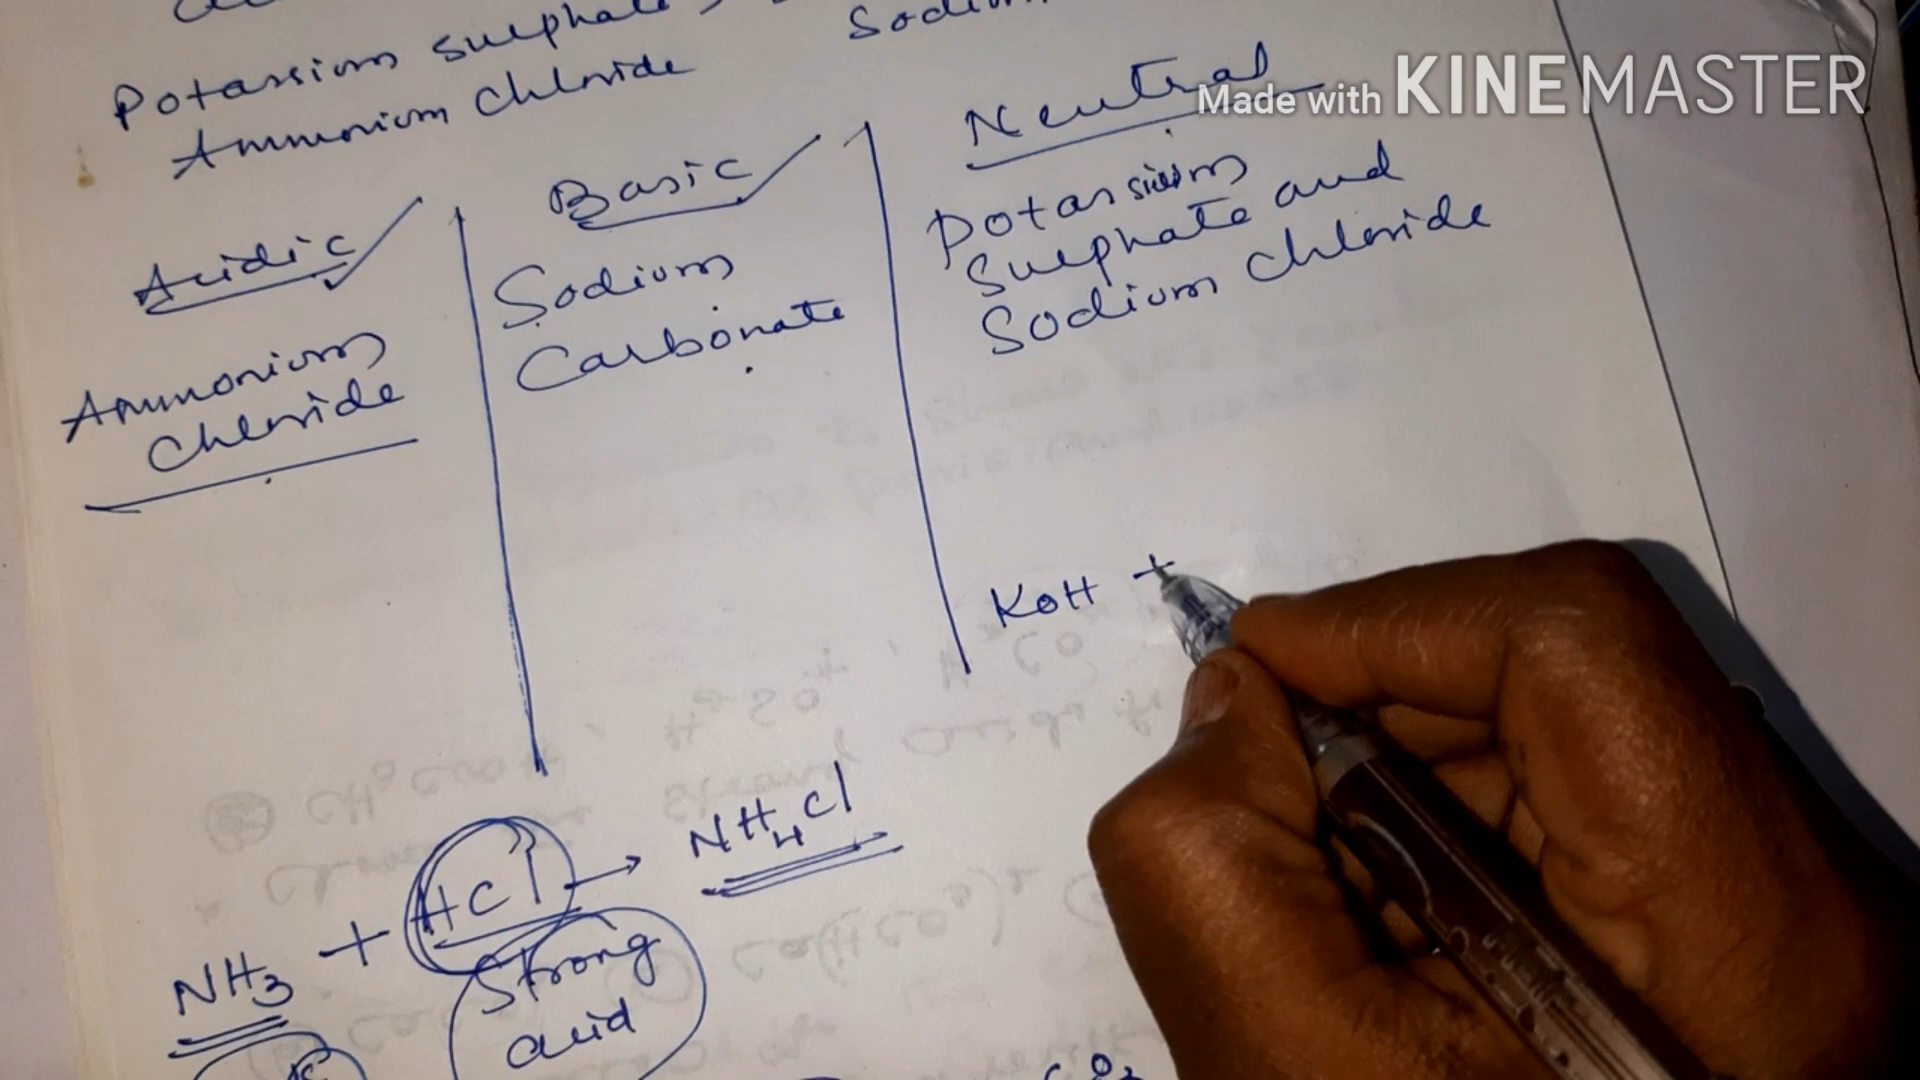 Potassium sulphate,
Sodium
Ammonium Chloride
Made with KINEMASTER
Acidic
Basic
Neutral
Ammonium
Chloride
Sodium
Carbonate
Potassium
Sulphate and
Sodium Chloride
KOH +
NH3 + HCl → NH4Cl
Strong
acid